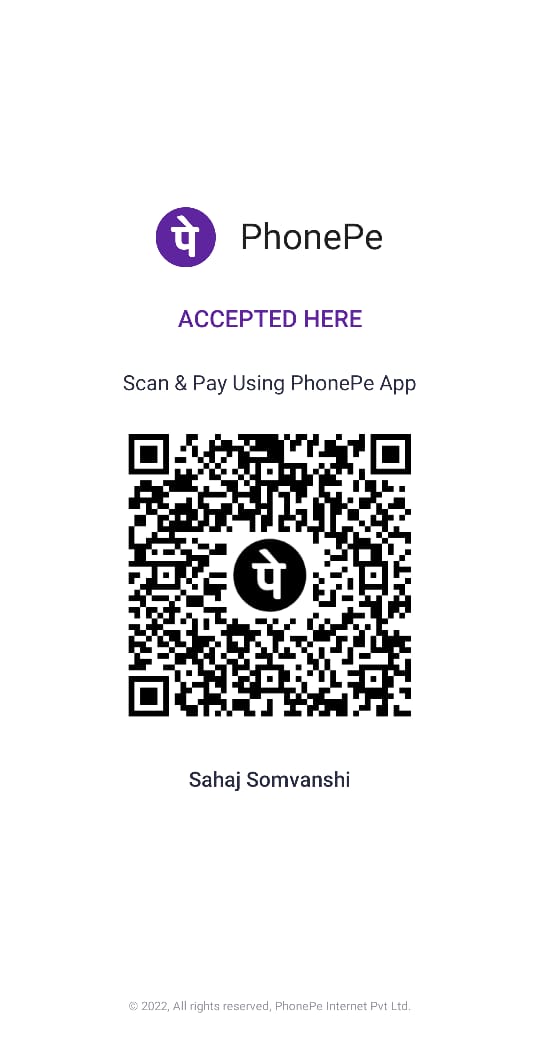 पे PhonePe
ACCEPTED HERE
Scan & Pay Using PhonePe App
पे
Sahaj Somvanshi
© 2022, All rights reserved, PhonePe Internet Pvt Ltd.